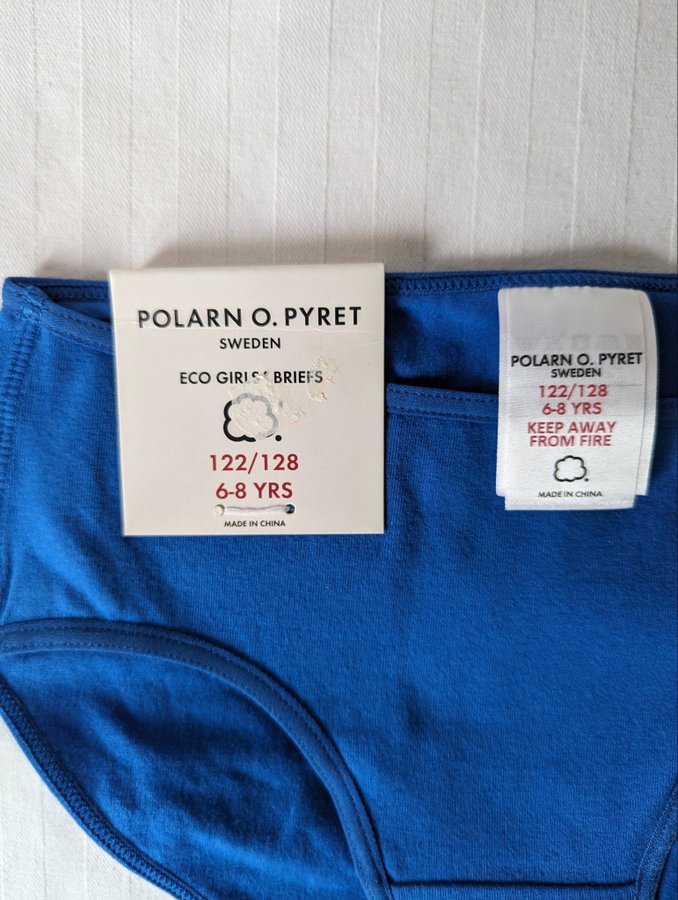 POLARN O. PYRET
SWEDEN
ECO GIRLS' BRIEFS
122/128
6-8 YRS
MADE IN CHINA
POLARN O. PYRET
SWEDEN
122/128
6-8 YRS
KEEP AWAY
FROM FIRE
MADE IN CHINA